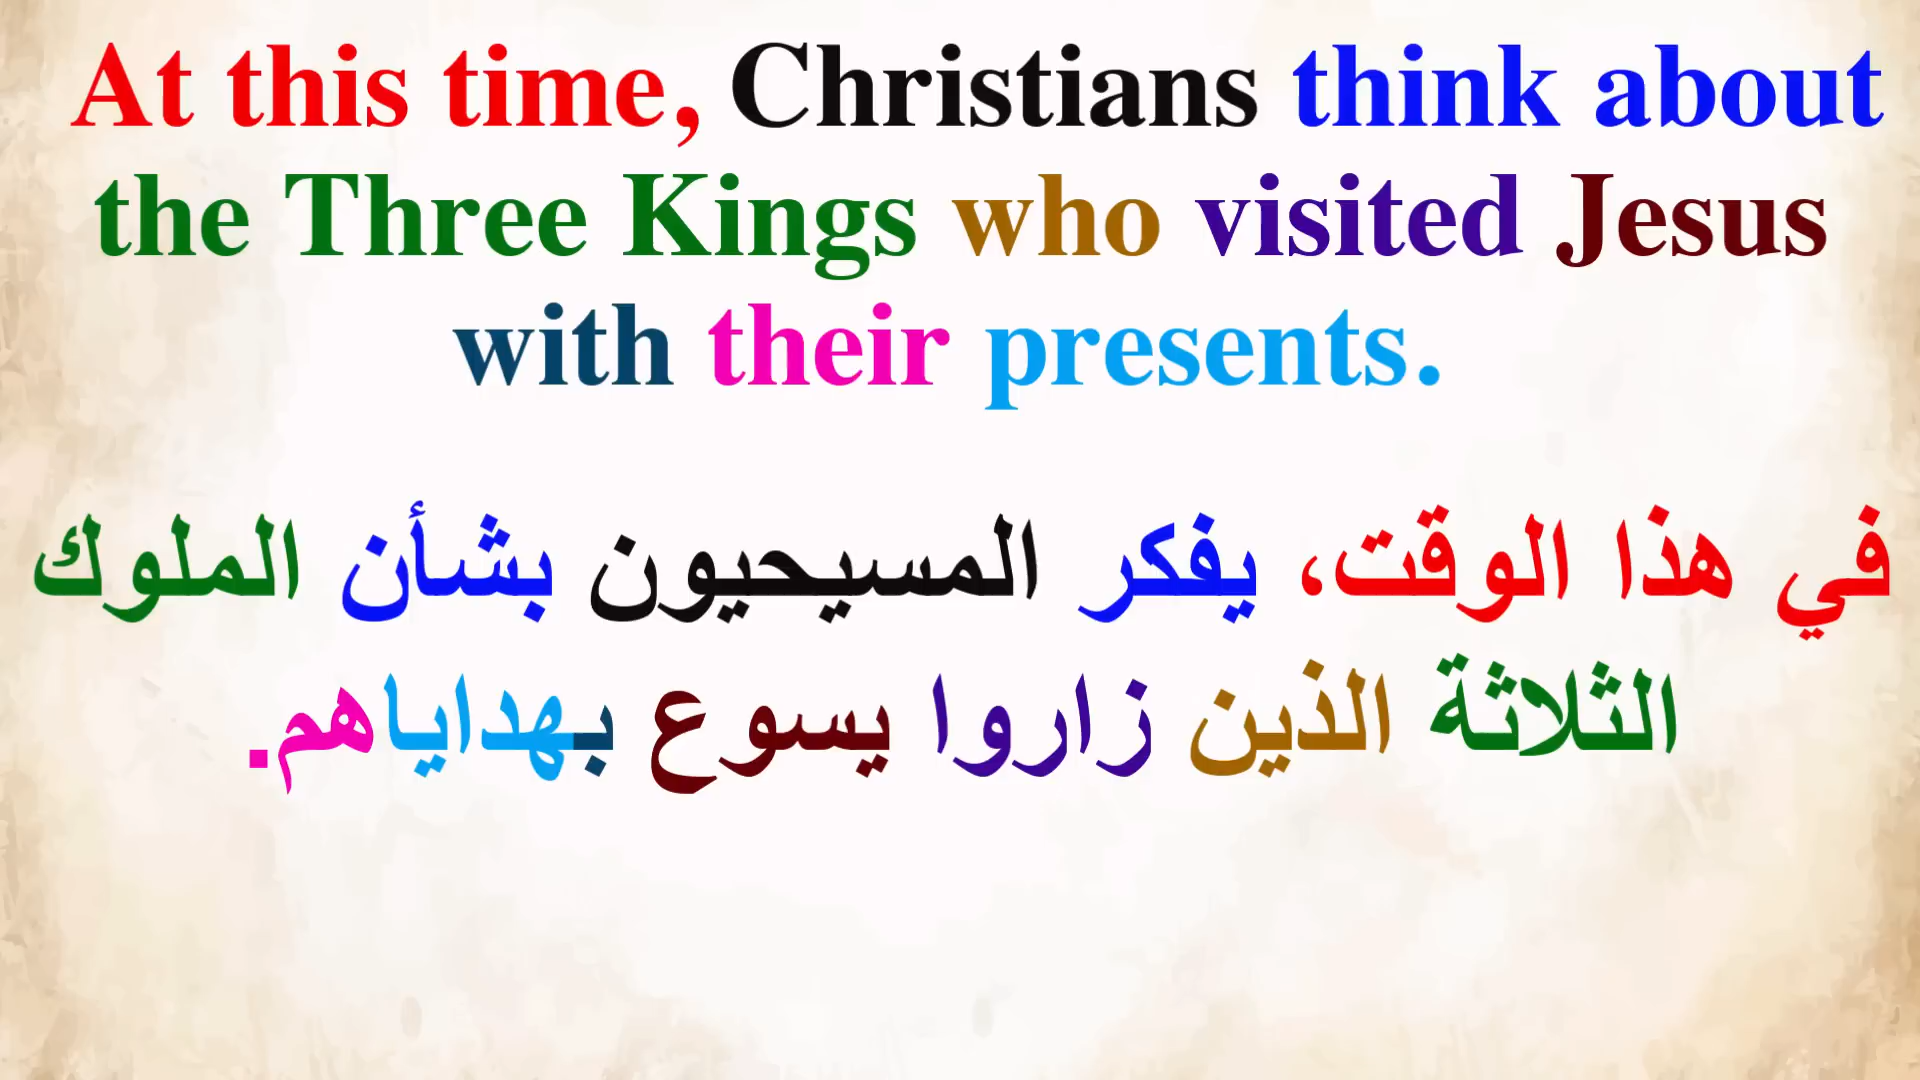 At this time, Christians think about
the Three Kings who visited Jesus
with their presents.
في هذا الوقت، يفكر المسيحيون بشأن الملوك
الثلاثة الذين زاروا يسوع بهداياهم.